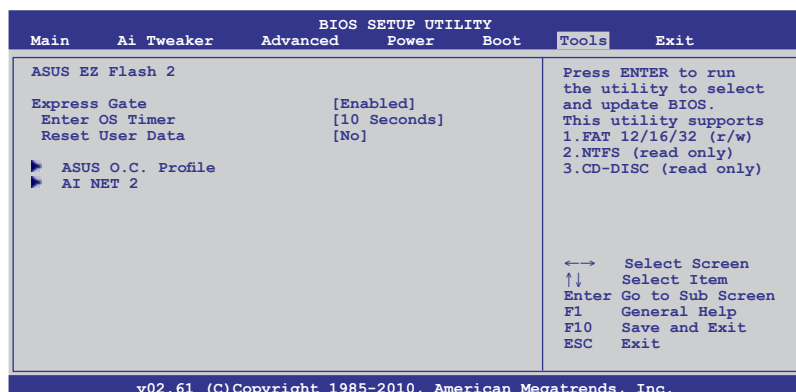 BIOS SETUP UTILITY
Main Ai Tweaker Advanced Power Boot Tools Exit
ASUS EZ Flash 2
Express Gate [Enabled]
Enter OS Timer [10 Seconds]
Reset User Data [No]
ASUS O.C. Profile
AI NET 2
Press ENTER to run
the utility to select
and update BIOS.
This utility supports
1.FAT 12/16/32 (r/w)
2.NTFS (read only)
3.CD-DISC (read only)
←→ Select Screen
↑↓ Select Item
Enter Go to Sub Screen
F1 General Help
F10 Save and Exit
ESC Exit
v02.61 (C)Copyright 1985-2010, American Megatrends, Inc.